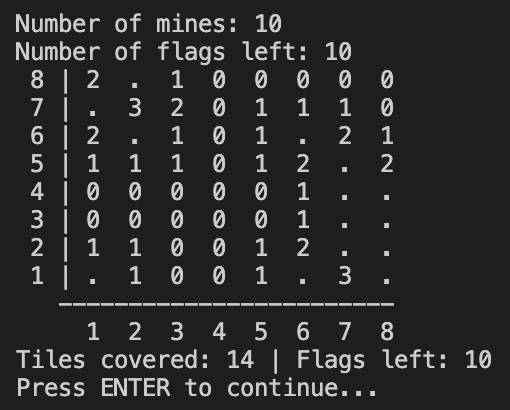 Number of mines: 10
Number of flags left: 10
8 | 2 . 1 0 0 0 0 0
7 | . 3 2 0 1 1 1 0
6 | 2 . 1 0 1 . 2 1
5 | 1 1 1 0 1 2 . 2
4 | 0 0 0 0 0 1 . .
3 | 0 0 0 0 0 1 . .
2 | 1 1 0 0 1 2 . .
1 | . 1 0 0 1 . 3 .
————————————————————————
1 2 3 4 5 6 7 8
Tiles covered: 14 | Flags left: 10
Press ENTER to continue...